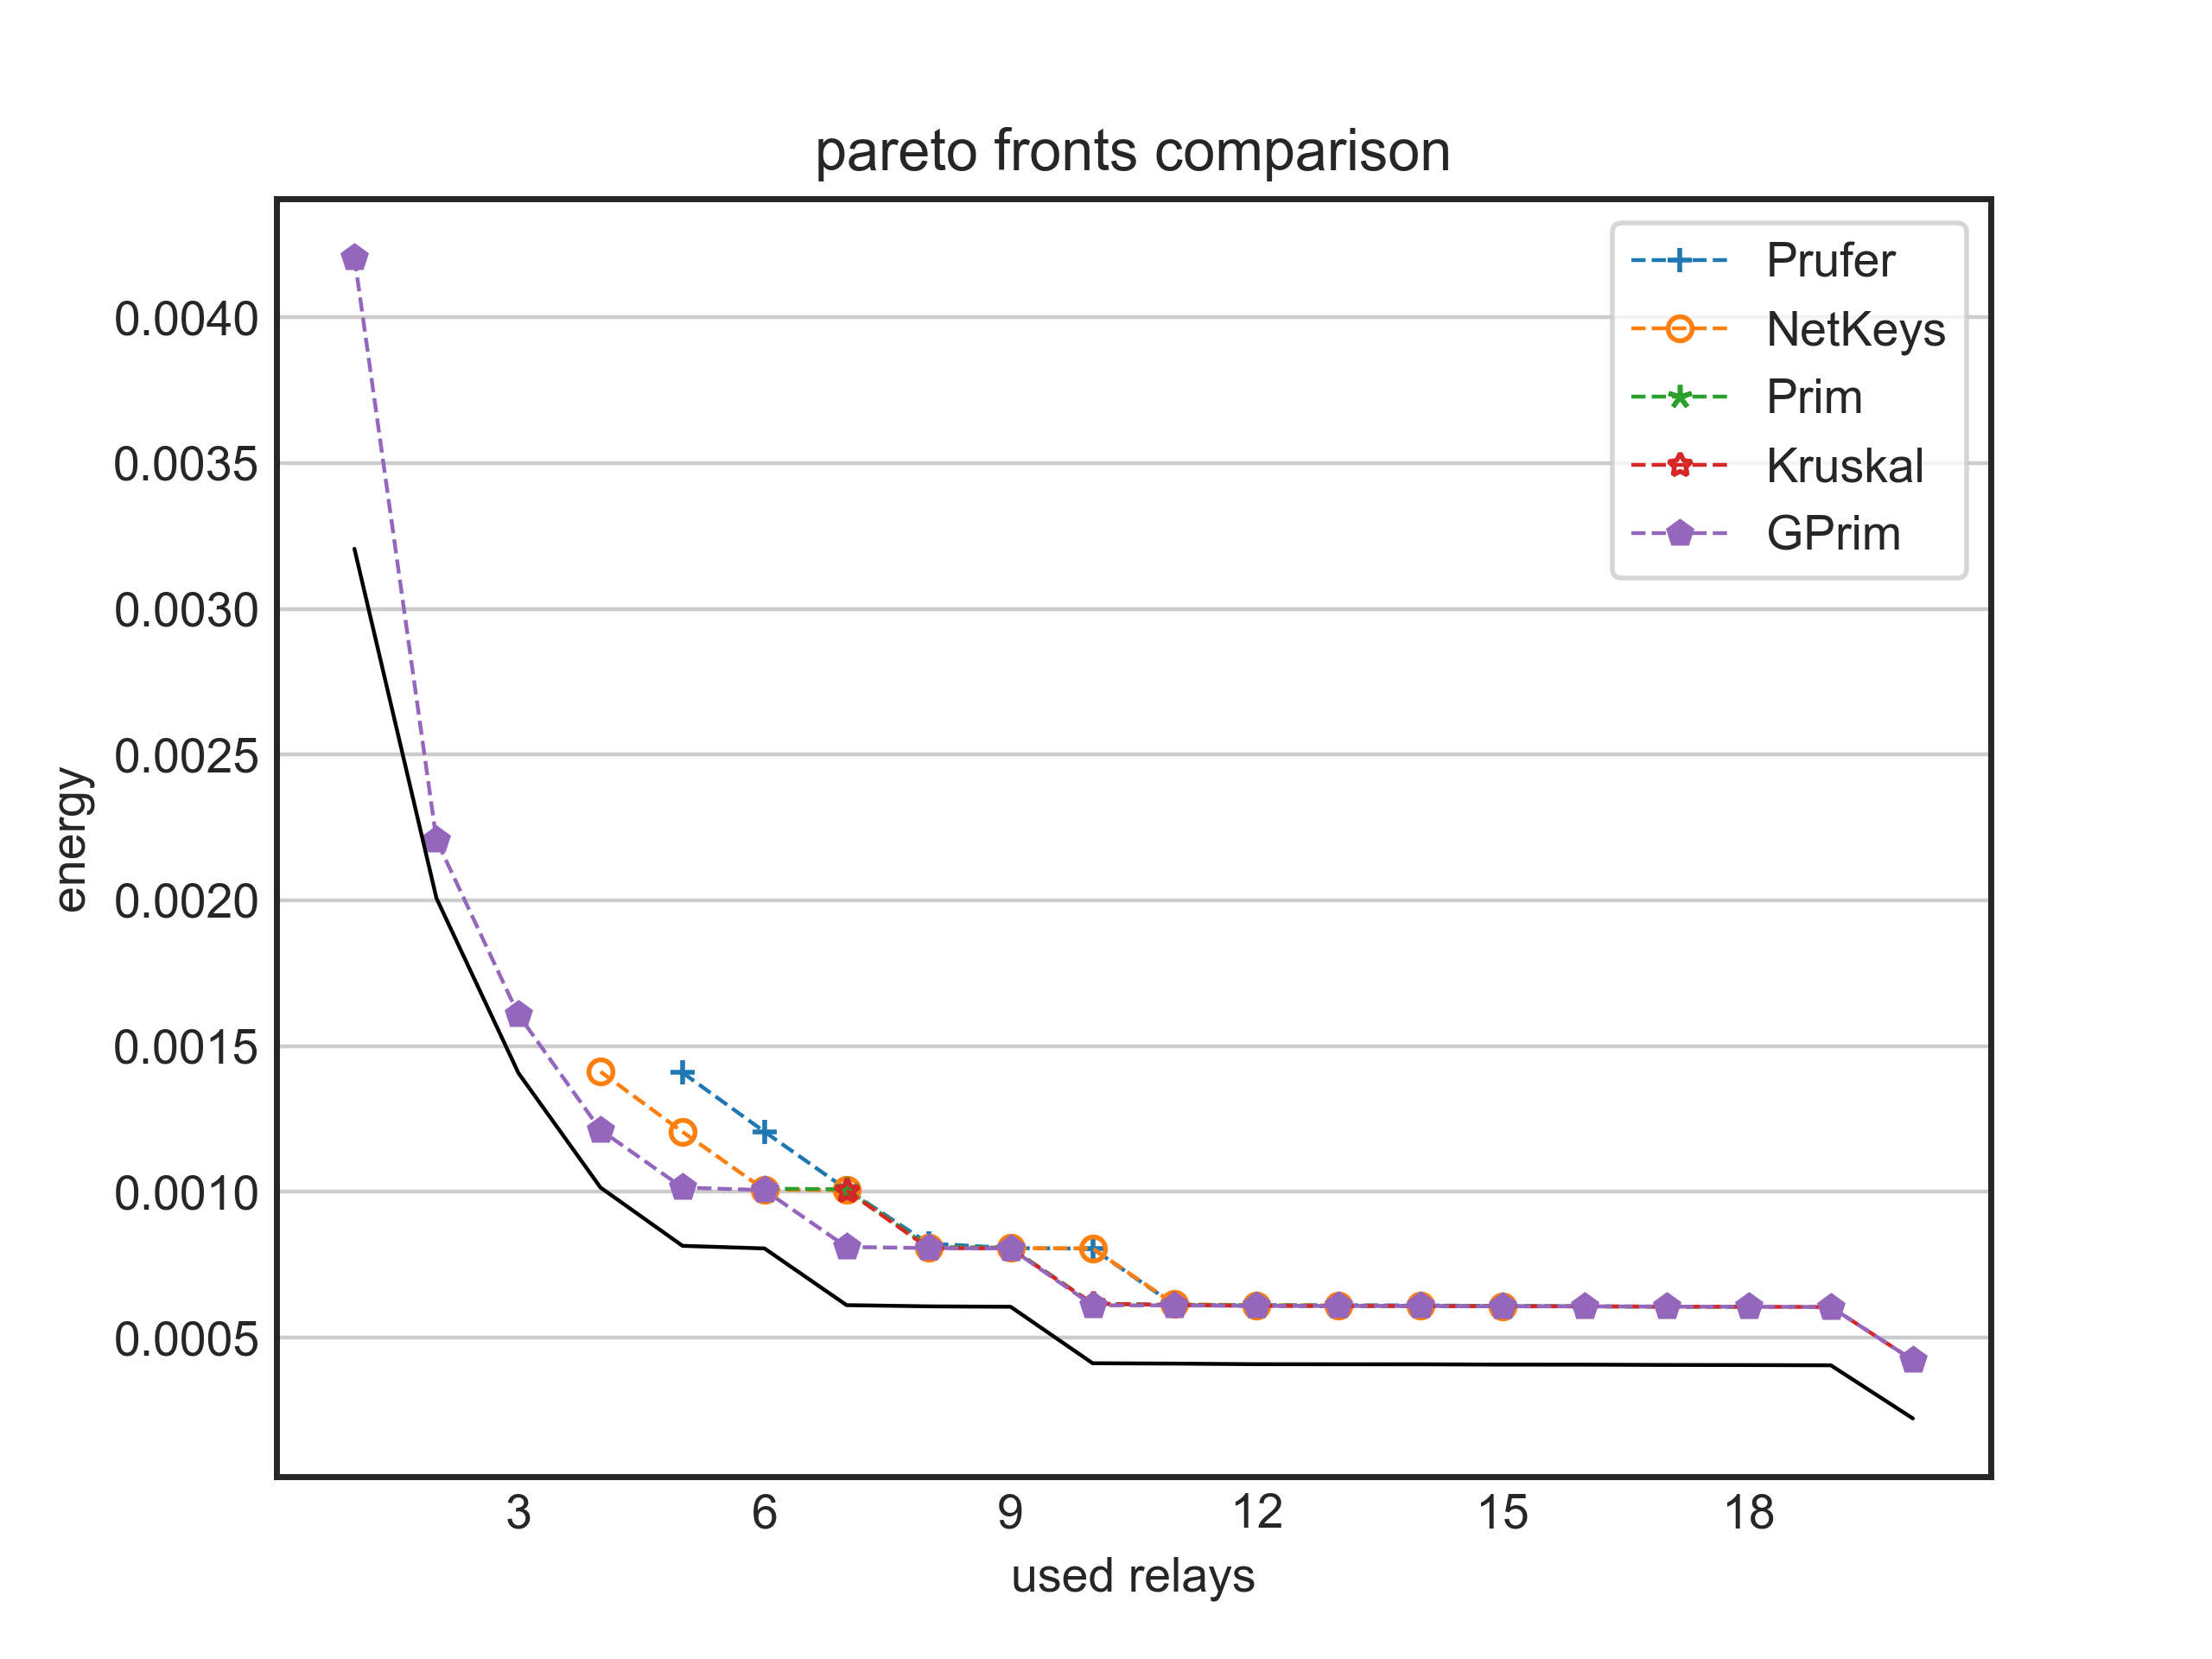 pareto fronts comparison
Prufer
NetKeys
Prim
Kruskal
GPrim
0.0040
0.0035
0.0030
0.0025
0.0020
0.0015
0.0010
0.0005
energy
3 6 9 12 15 18
used relays